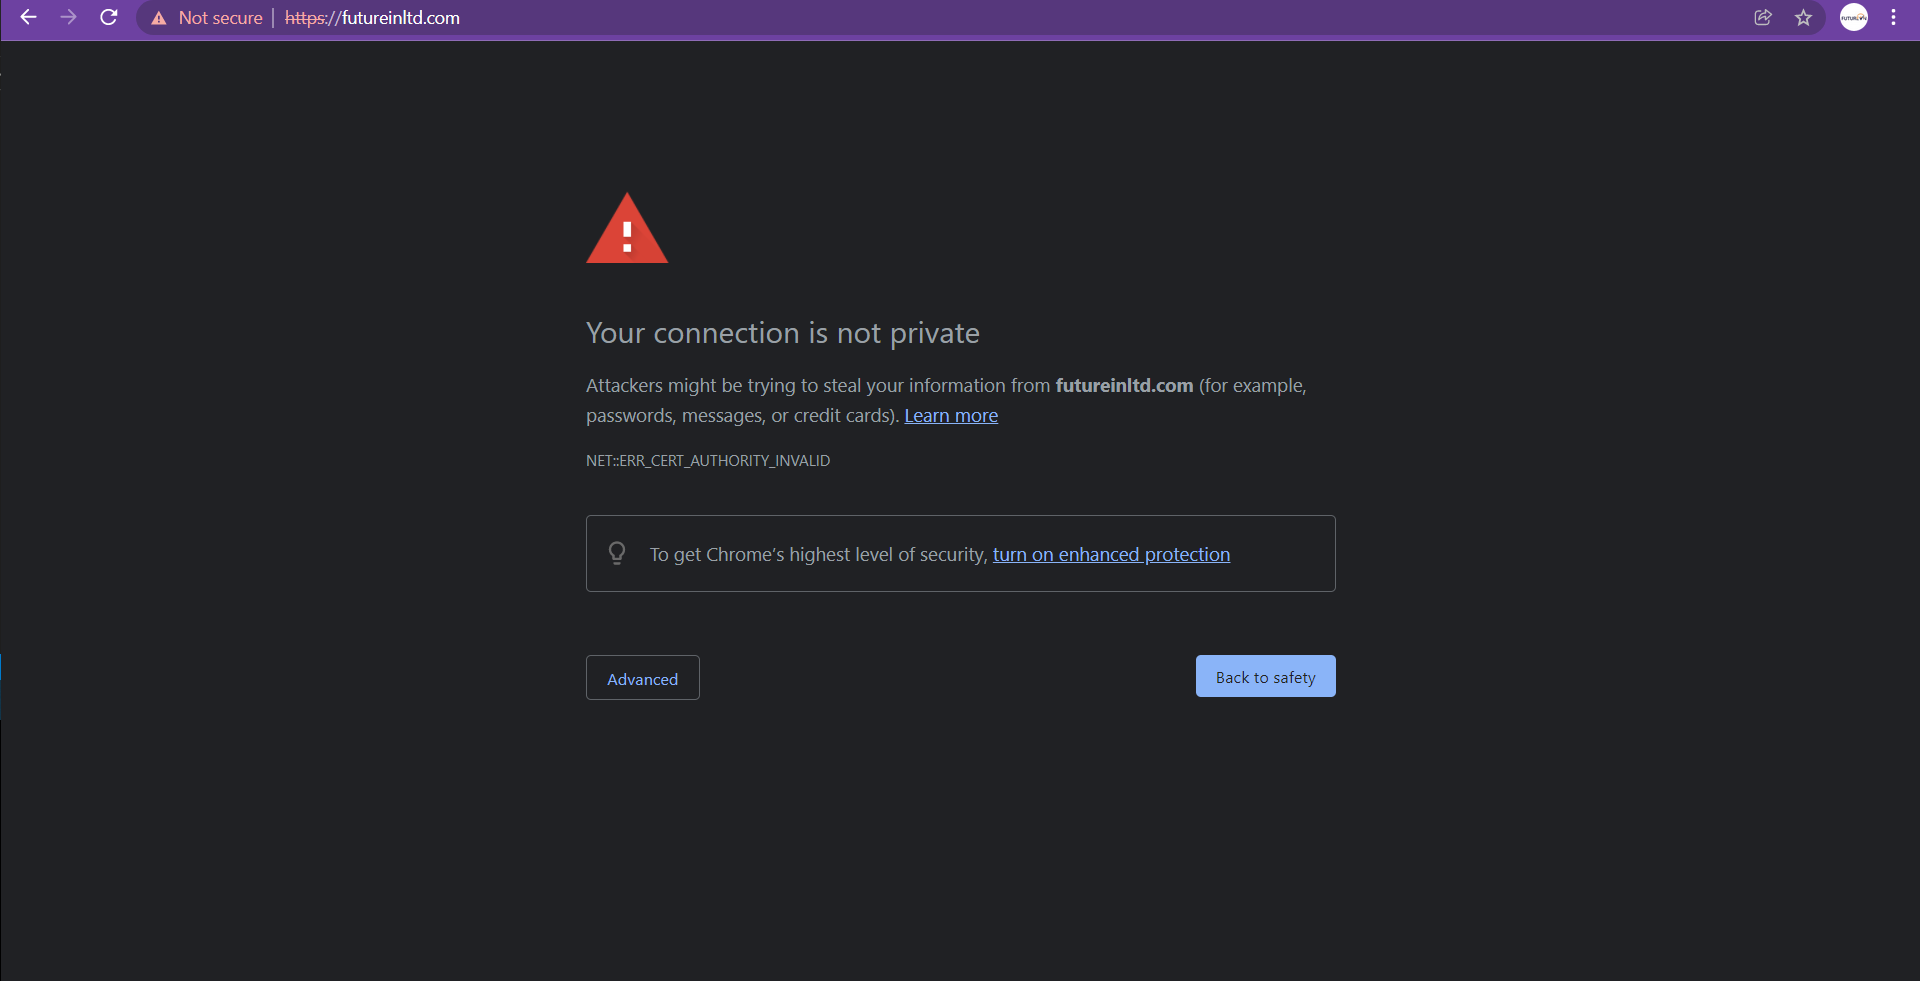 Not secure | https://futureinltd.com
!
Your connection is not private
Attackers might be trying to steal your information from futureinltd.com (for example,
passwords, messages, or credit cards). Learn more
NET::ERR_CERT_AUTHORITY_INVALID
To get Chrome's highest level of security, turn on enhanced protection
Advanced
Back to safety